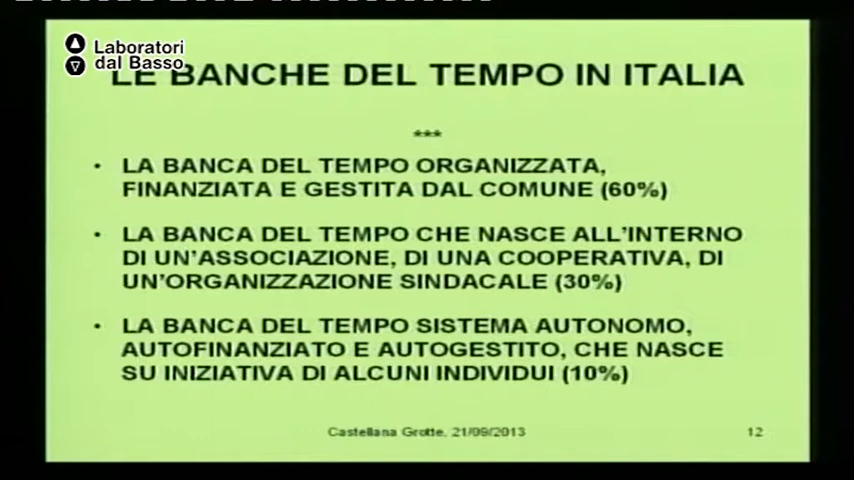 Laboratori
dal Basso
LE BANCHE DEL TEMPO IN ITALIA
***
• LA BANCA DEL TEMPO ORGANIZZATA,
FINANZIATA E GESTITA DAL COMUNE (60%)
• LA BANCA DEL TEMPO CHE NASCE ALL'INTERNO
DI UN'ASSOCIAZIONE, DI UNA COOPERATIVA, DI
UN'ORGANIZZAZIONE SINDACALE (30%)
• LA BANCA DEL TEMPO SISTEMA AUTONOMO,
AUTOFINANZIATO E AUTOGESTITO, CHE NASCE
SU INIZIATIVA DI ALCUNI INDIVIDUI (10%)
Castellana Grotte, 21/09/2013
12